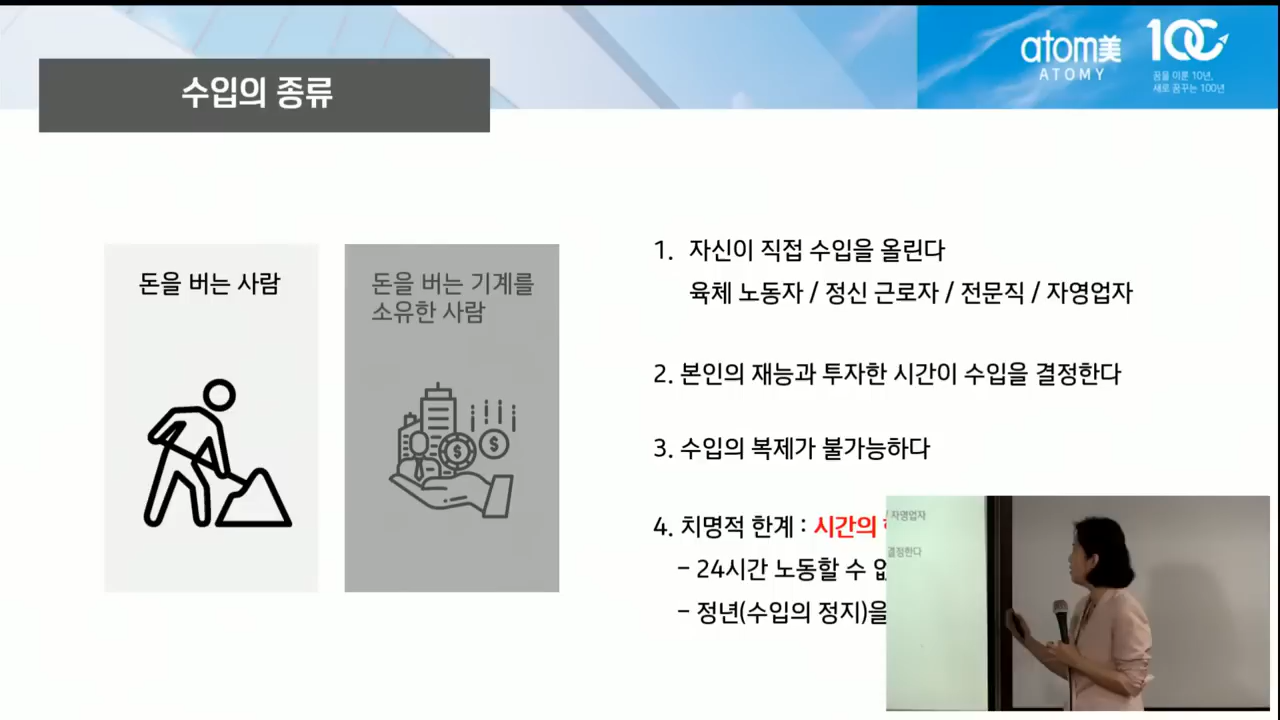 수입의 종류
atom美
ATOMY
100
꿈을 이룬 10년,
새로 꿈꾸는 100년
돈을 버는 사람
돈을 버는 기계를
소유한 사람
1. 자신이 직접 수입을 올린다
육체 노동자 / 정신 근로자 / 전문직 / 자영업자
2. 본인의 재능과 투자한 시간이 수입을 결정한다
3. 수입의 복제가 불가능하다
4. 치명적 한계 : 시간의
- 24시간 노동할 수
- 정년(수입의 정지)을
/ 자영업자
결정한다